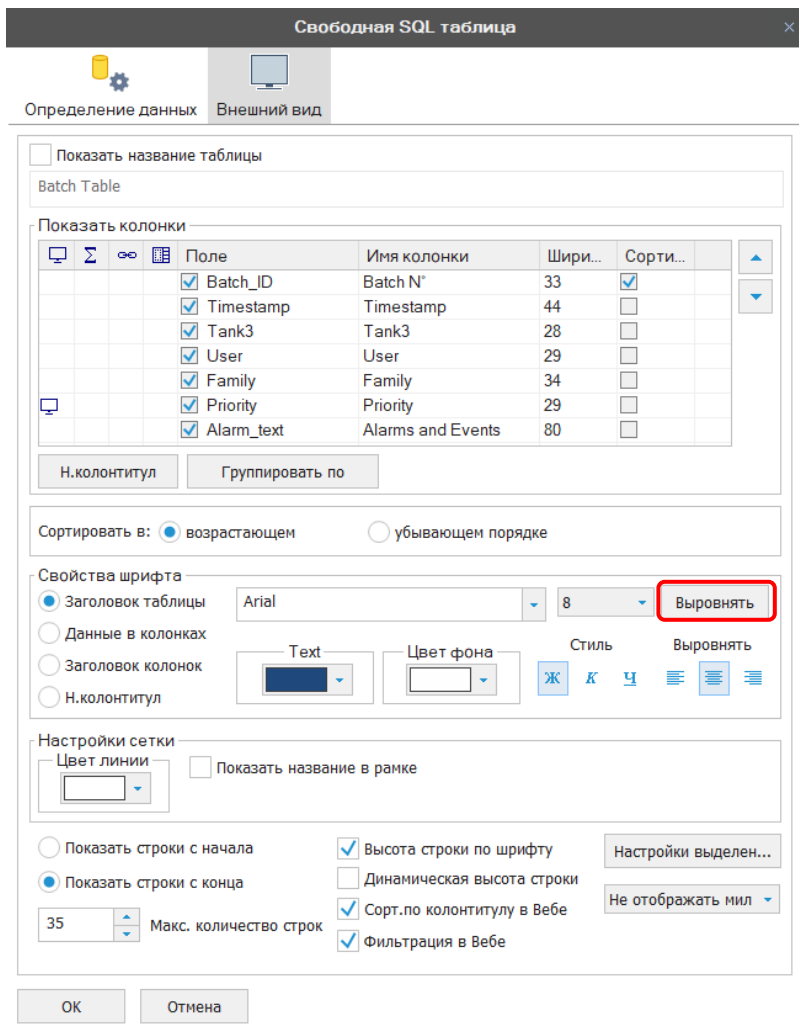 Свободная SQL таблица
Определение данных Внешний вид
Показать название таблицы
Batch Table
Показать колонки
Поле Имя колонки Шири... Сорти...
Batch_ID Batch N° 33
Timestamp Timestamp 44
Tank3 Tank3 28
User User 29
Family Family 34
Priority Priority 29
Alarm_text Alarms and Events 80
Н.колонтитул Группировать по
Сортировать в: возрастающем убывающем порядке
Свойства шрифта
Заголовок таблицы Arial 8 Выровнять
Данные в колонках
Text Цвет фона Стиль Выровнять
Заголовок колонок
Ж К Ч
Н.колонтитул
Настройки сетки
Цвет линии
Показать название в рамке
Показать строки с начала Высота строки по шрифту Настройки выделен...
Показать строки с конца Динамическая высота строки
35 Макс. количество строк Сорт.по колонтитулу в Вебе Не отображать мил
Фильтрация в Вебе
OK Отмена